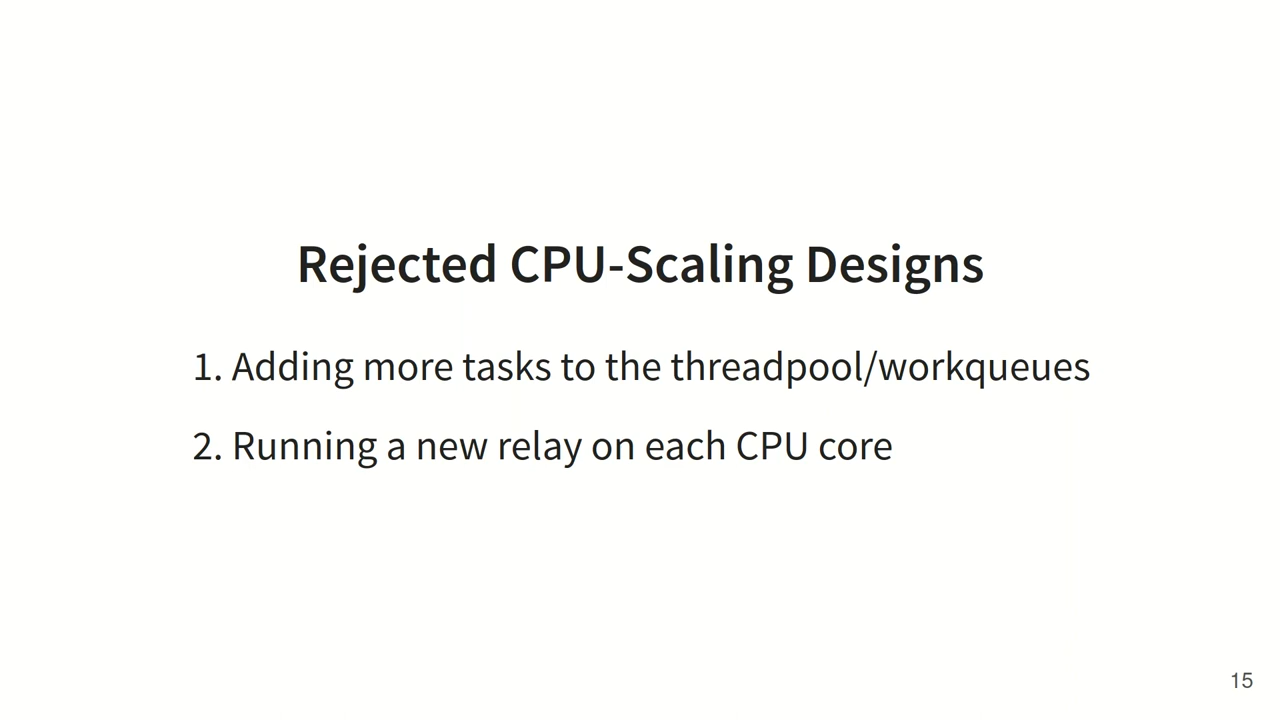 Rejected CPU-Scaling Designs
1. Adding more tasks to the threadpool/workqueues
2. Running a new relay on each CPU core
15